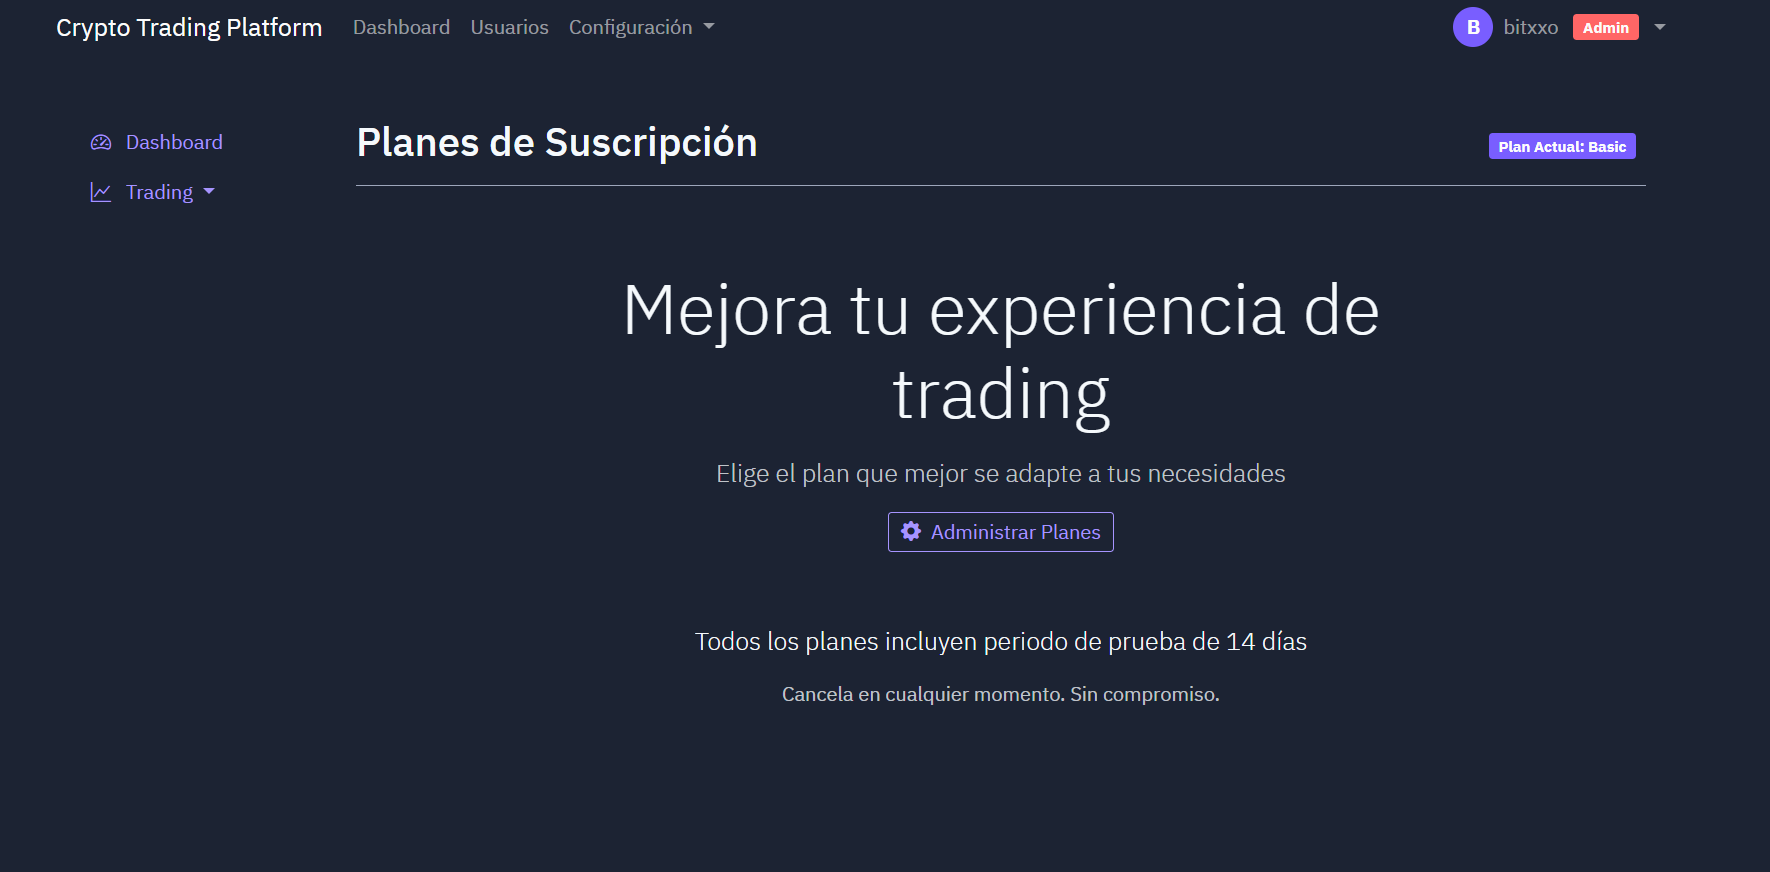 Crypto Trading Platform Dashboard Usuarios Configuración B bitxxo Admin
Dashboard
Trading
Planes de Suscripción Plan Actual: Basic
Mejora tu experiencia de
trading
Elige el plan que mejor se adapte a tus necesidades
Administrar Planes
Todos los planes incluyen periodo de prueba de 14 días
Cancela en cualquier momento. Sin compromiso.